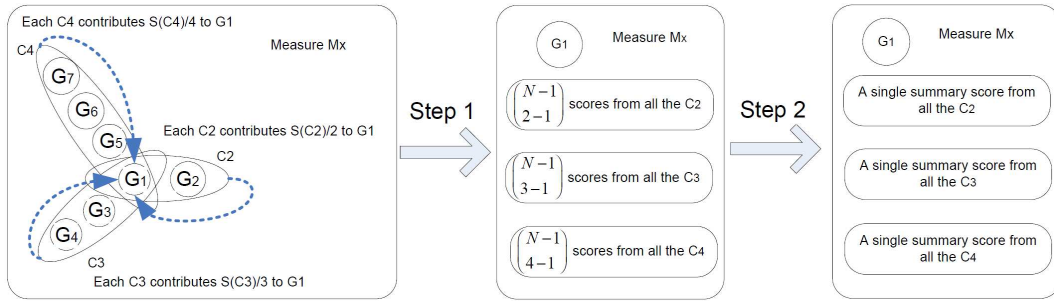 Each C4 contributes S(C4)/4 to G1
C4
Measure Mx
G7
G6
G5
Each C2 contributes S(C2)/2 to G1
C2
G1
G2
G3
G4
C3
Each C3 contributes S(C3)/3 to G1
Step 1
G1
Measure Mx
(N−1
2−1) scores from all the C2
(N−1
3−1) scores from all the C3
(N−1
4−1) scores from all the C4
Step 2
G1
Measure Mx
A single summary score from
all the C2
A single summary score from
all the C3
A single summary score from
all the C4